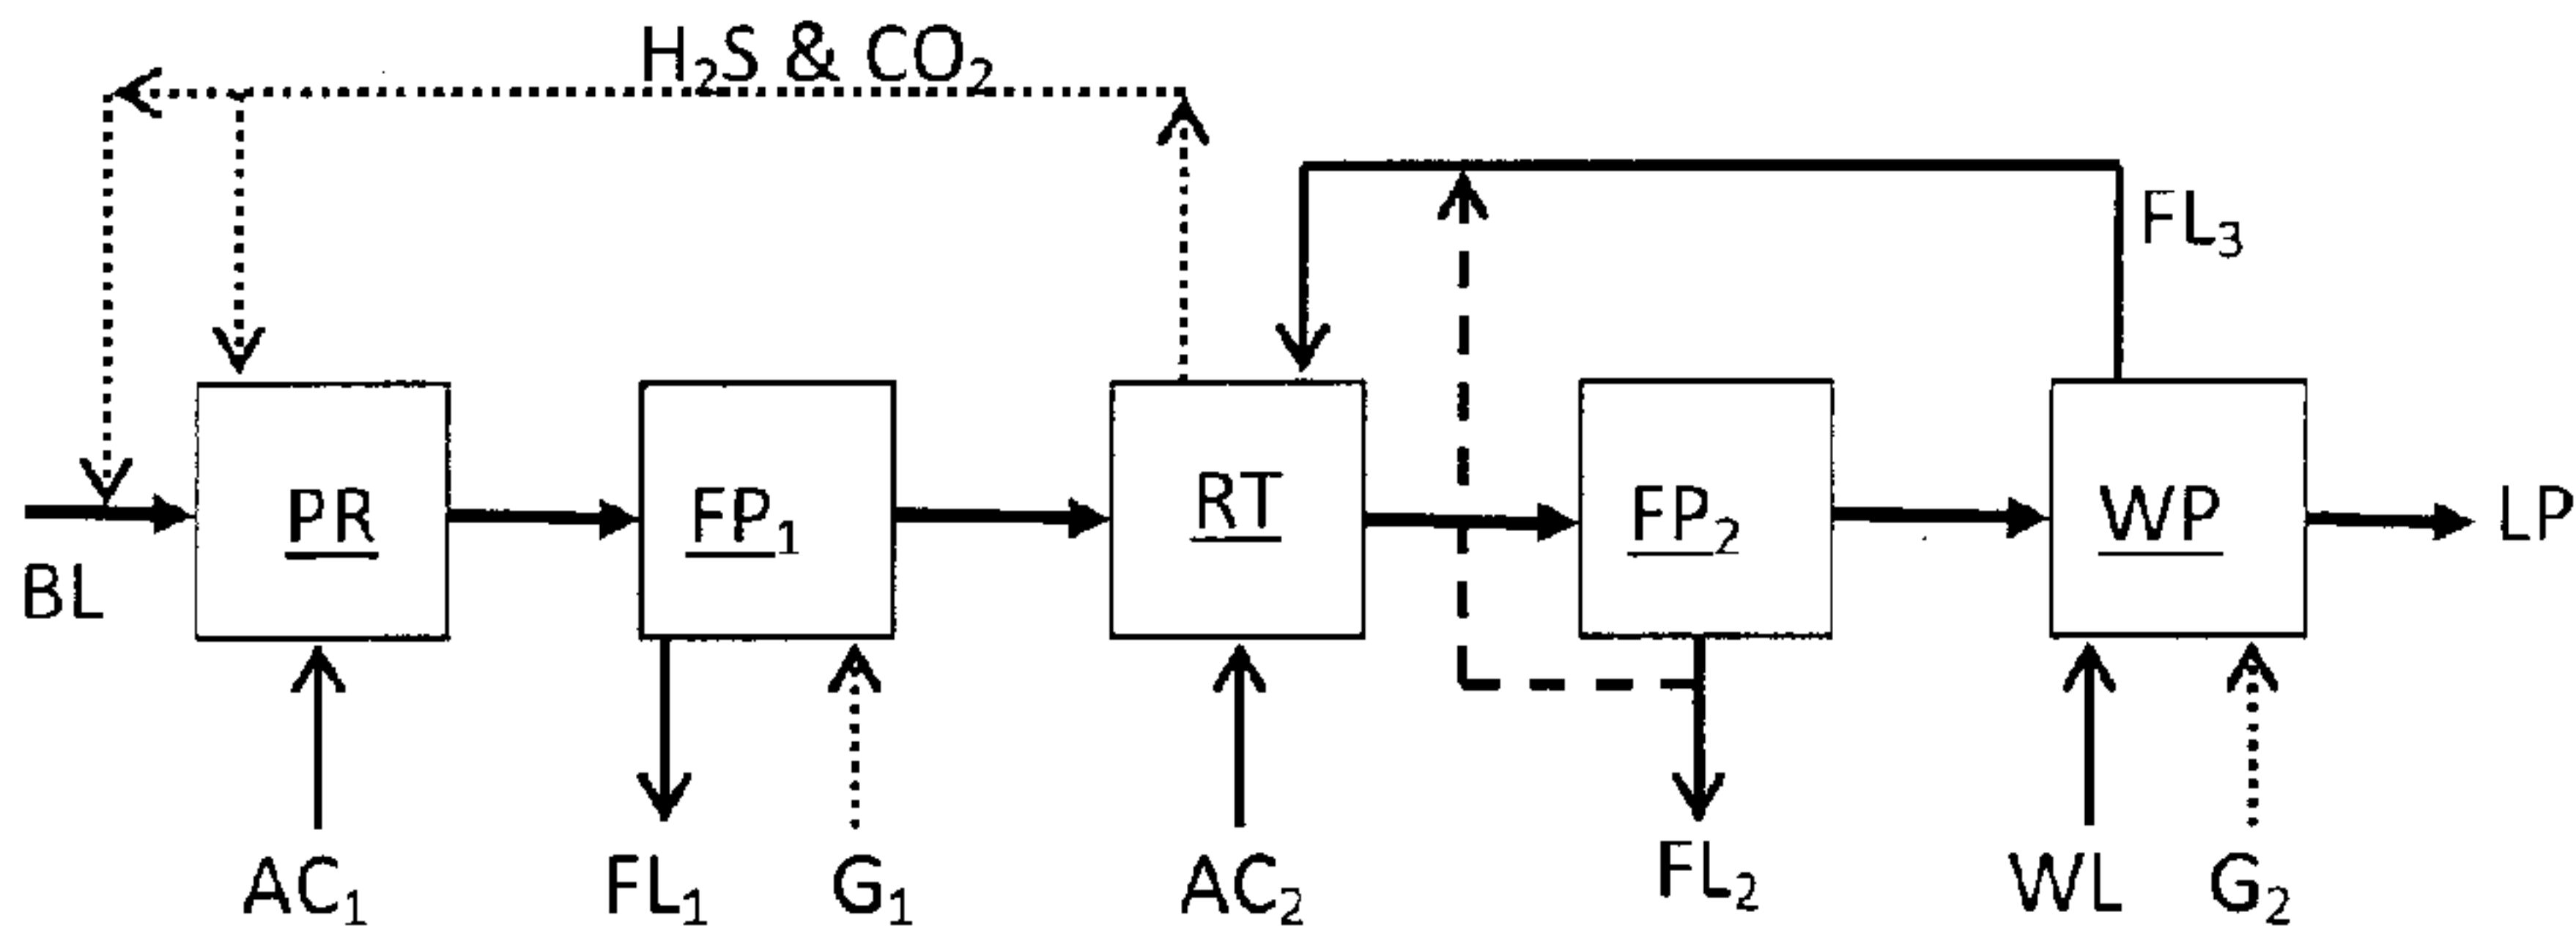 H₂S & CO₂
FL₃
PR
FP₁
RT
FP₂
WP
LP
BL
AC₁
FL₁
G₁
AC₂
FL₂
WL
G₂